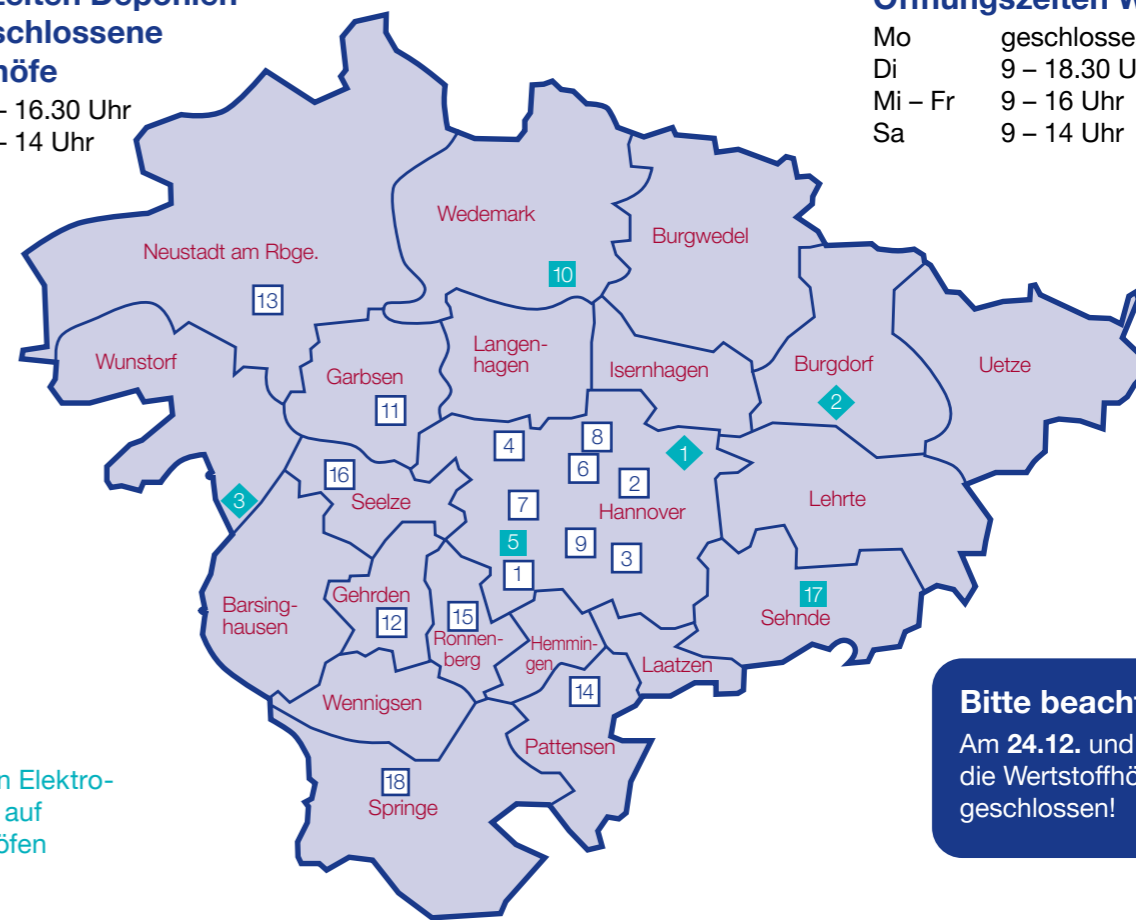 zeiten Deponien
schlossene
höfe
– 16.30 Uhr
– 14 Uhr
Öffnungszeiten W
Mo geschlosse
Di 9 – 18.30 U
Mi – Fr 9 – 16 Uhr
Sa 9 – 14 Uhr
Wedemark
10
Burgwedel
Neustadt am Rbge.
13
Wunstorf
Garbsen
11
Langen-
hagen
Isernhagen
Burgdorf
2
Uetze
4
8
1
6
2
16
Seelze
3
7
Hannover
Lehrte
5
9
3
1
17
Sehnde
Barsing-
hausen
Gehrden
12
15
Ronnen-
berg
Hemmin-
gen
Laatzen
14
Wennigsen
Pattensen
18
Springe
n Elektro-
auf
öfen
Bitte beacht
Am 24.12. und
die Wertstoffhö
geschlossen!